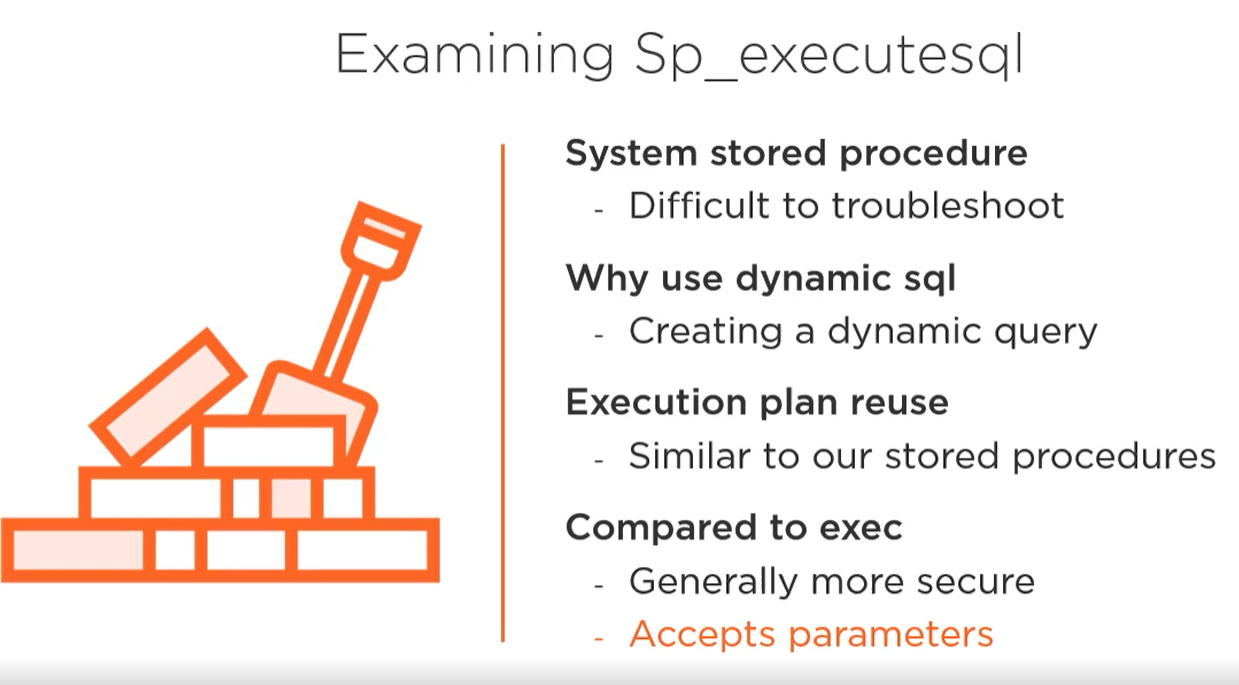 Examining Sp_executesql
System stored procedure
- Difficult to troubleshoot
Why use dynamic sql
- Creating a dynamic query
Execution plan reuse
- Similar to our stored procedures
Compared to exec
- Generally more secure
- Accepts parameters